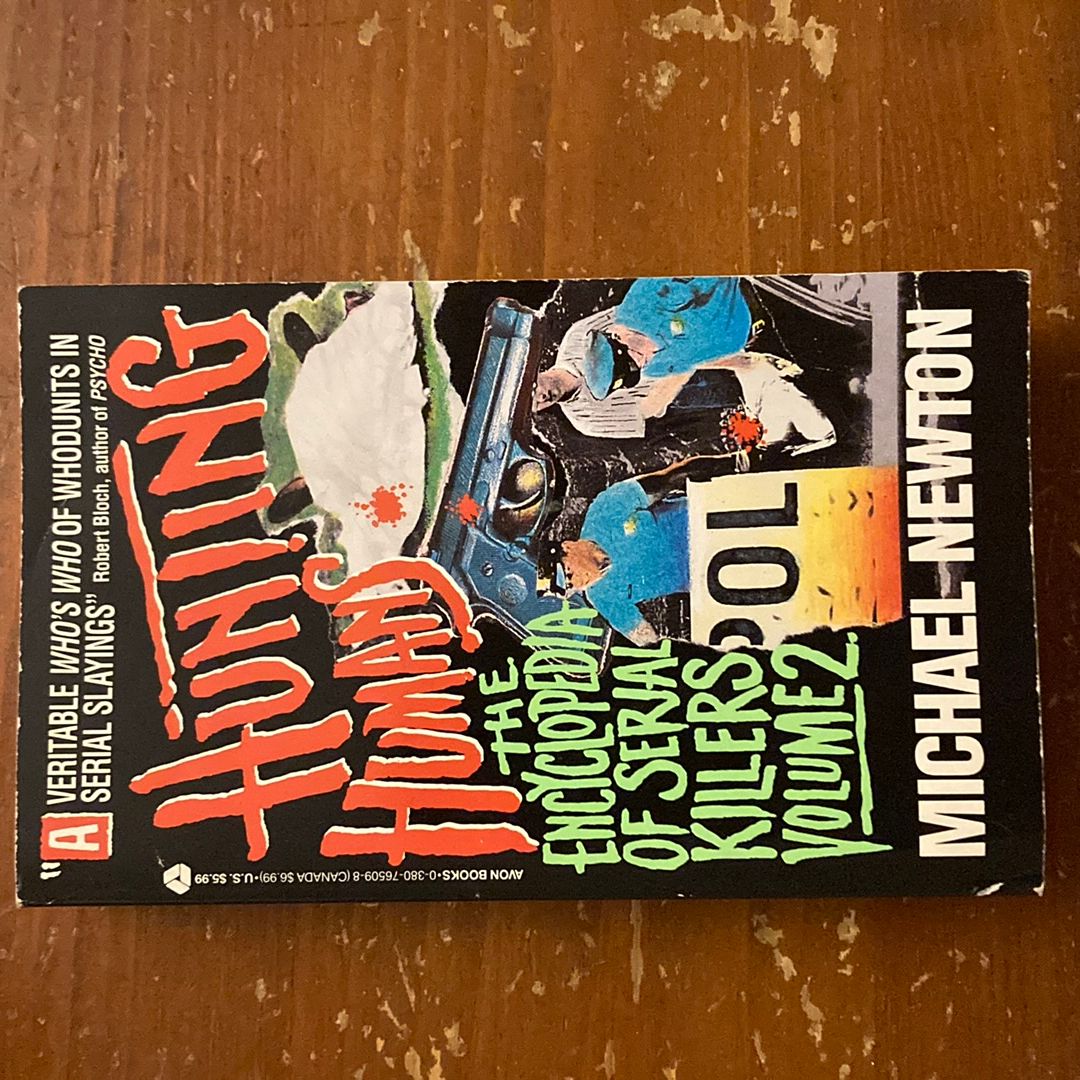 "A VERITABLE WHO'S WHO OF WHODUNITS IN
SERIAL SLAYINGS" Robert Bloch, author of PSYCHO
HUNTING
HUMANS
THE
ENCYCLOPEDIA
OF SERIAL
KILLERS
VOLUME 2.
POL
MICHAEL NEWTON
AVON BOOKS•0-380-76509-8 (CANADA $6.99)•U.S. $5.99